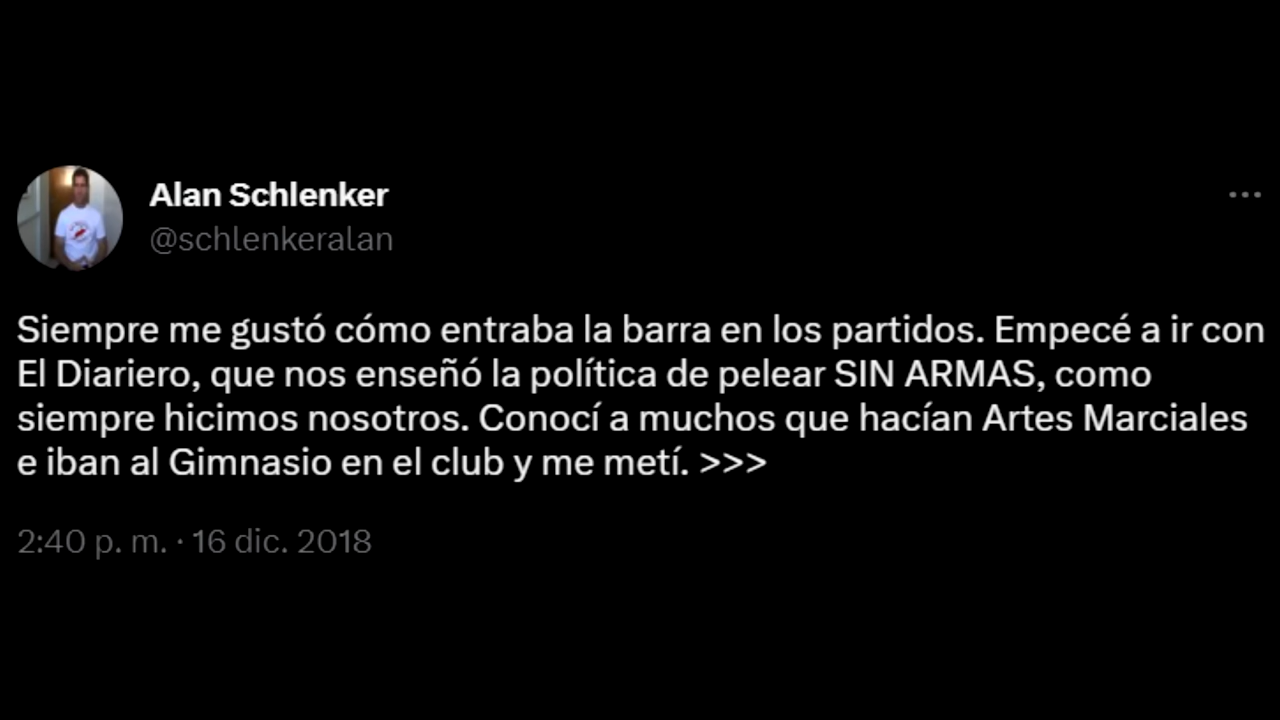 Alan Schlenker
@schlenkeralan
Siempre me gustó cómo entraba la barra en los partidos. Empecé a ir con
El Diariero, que nos enseñó la política de pelear SIN ARMAS, como
siempre hicimos nosotros. Conocí a muchos que hacían Artes Marciales
e iban al Gimnasio en el club y me metí. >>>
2:40 p. m. · 16 dic. 2018